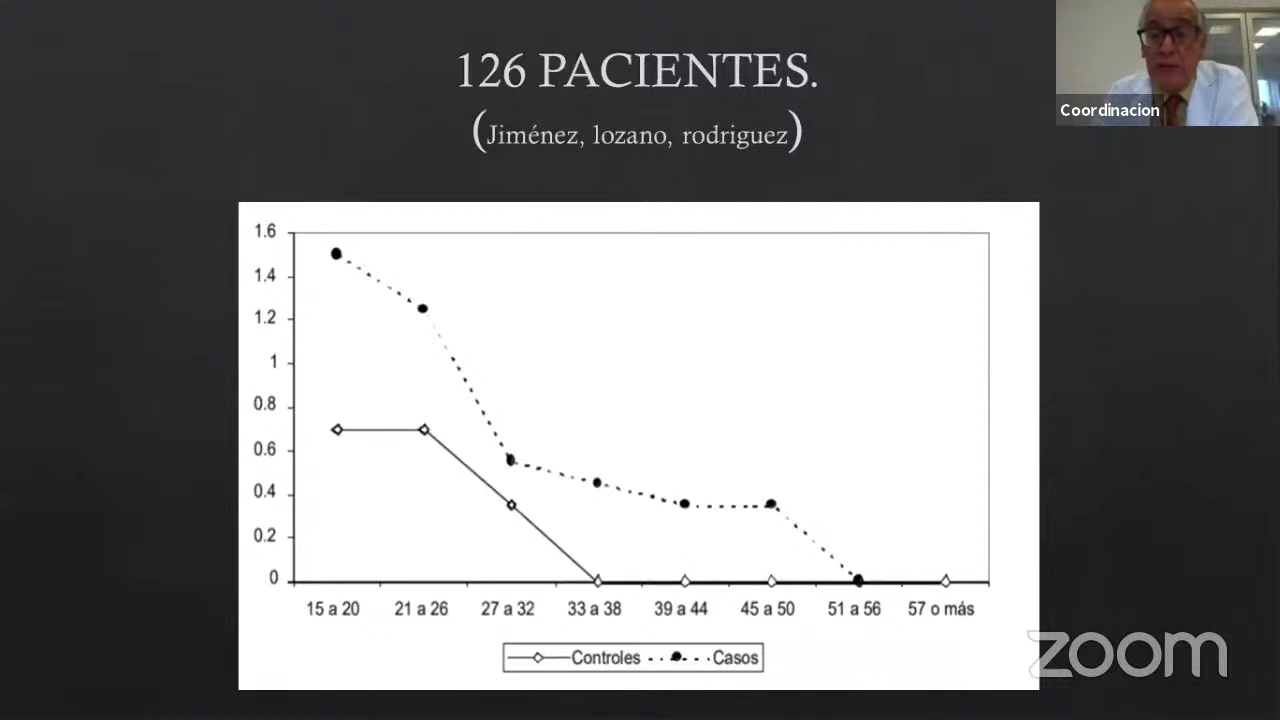 126 PACIENTES.
(Jiménez, lozano, rodriguez)
Coordinacion
1.6
1.4
1.2
1
0.8
0.6
0.4
0.2
0
15 a 20 21 a 26 27 a 32 33 a 38 39 a 44 45 a 50 51 a 56 57 o más
Controles Casos
zoom